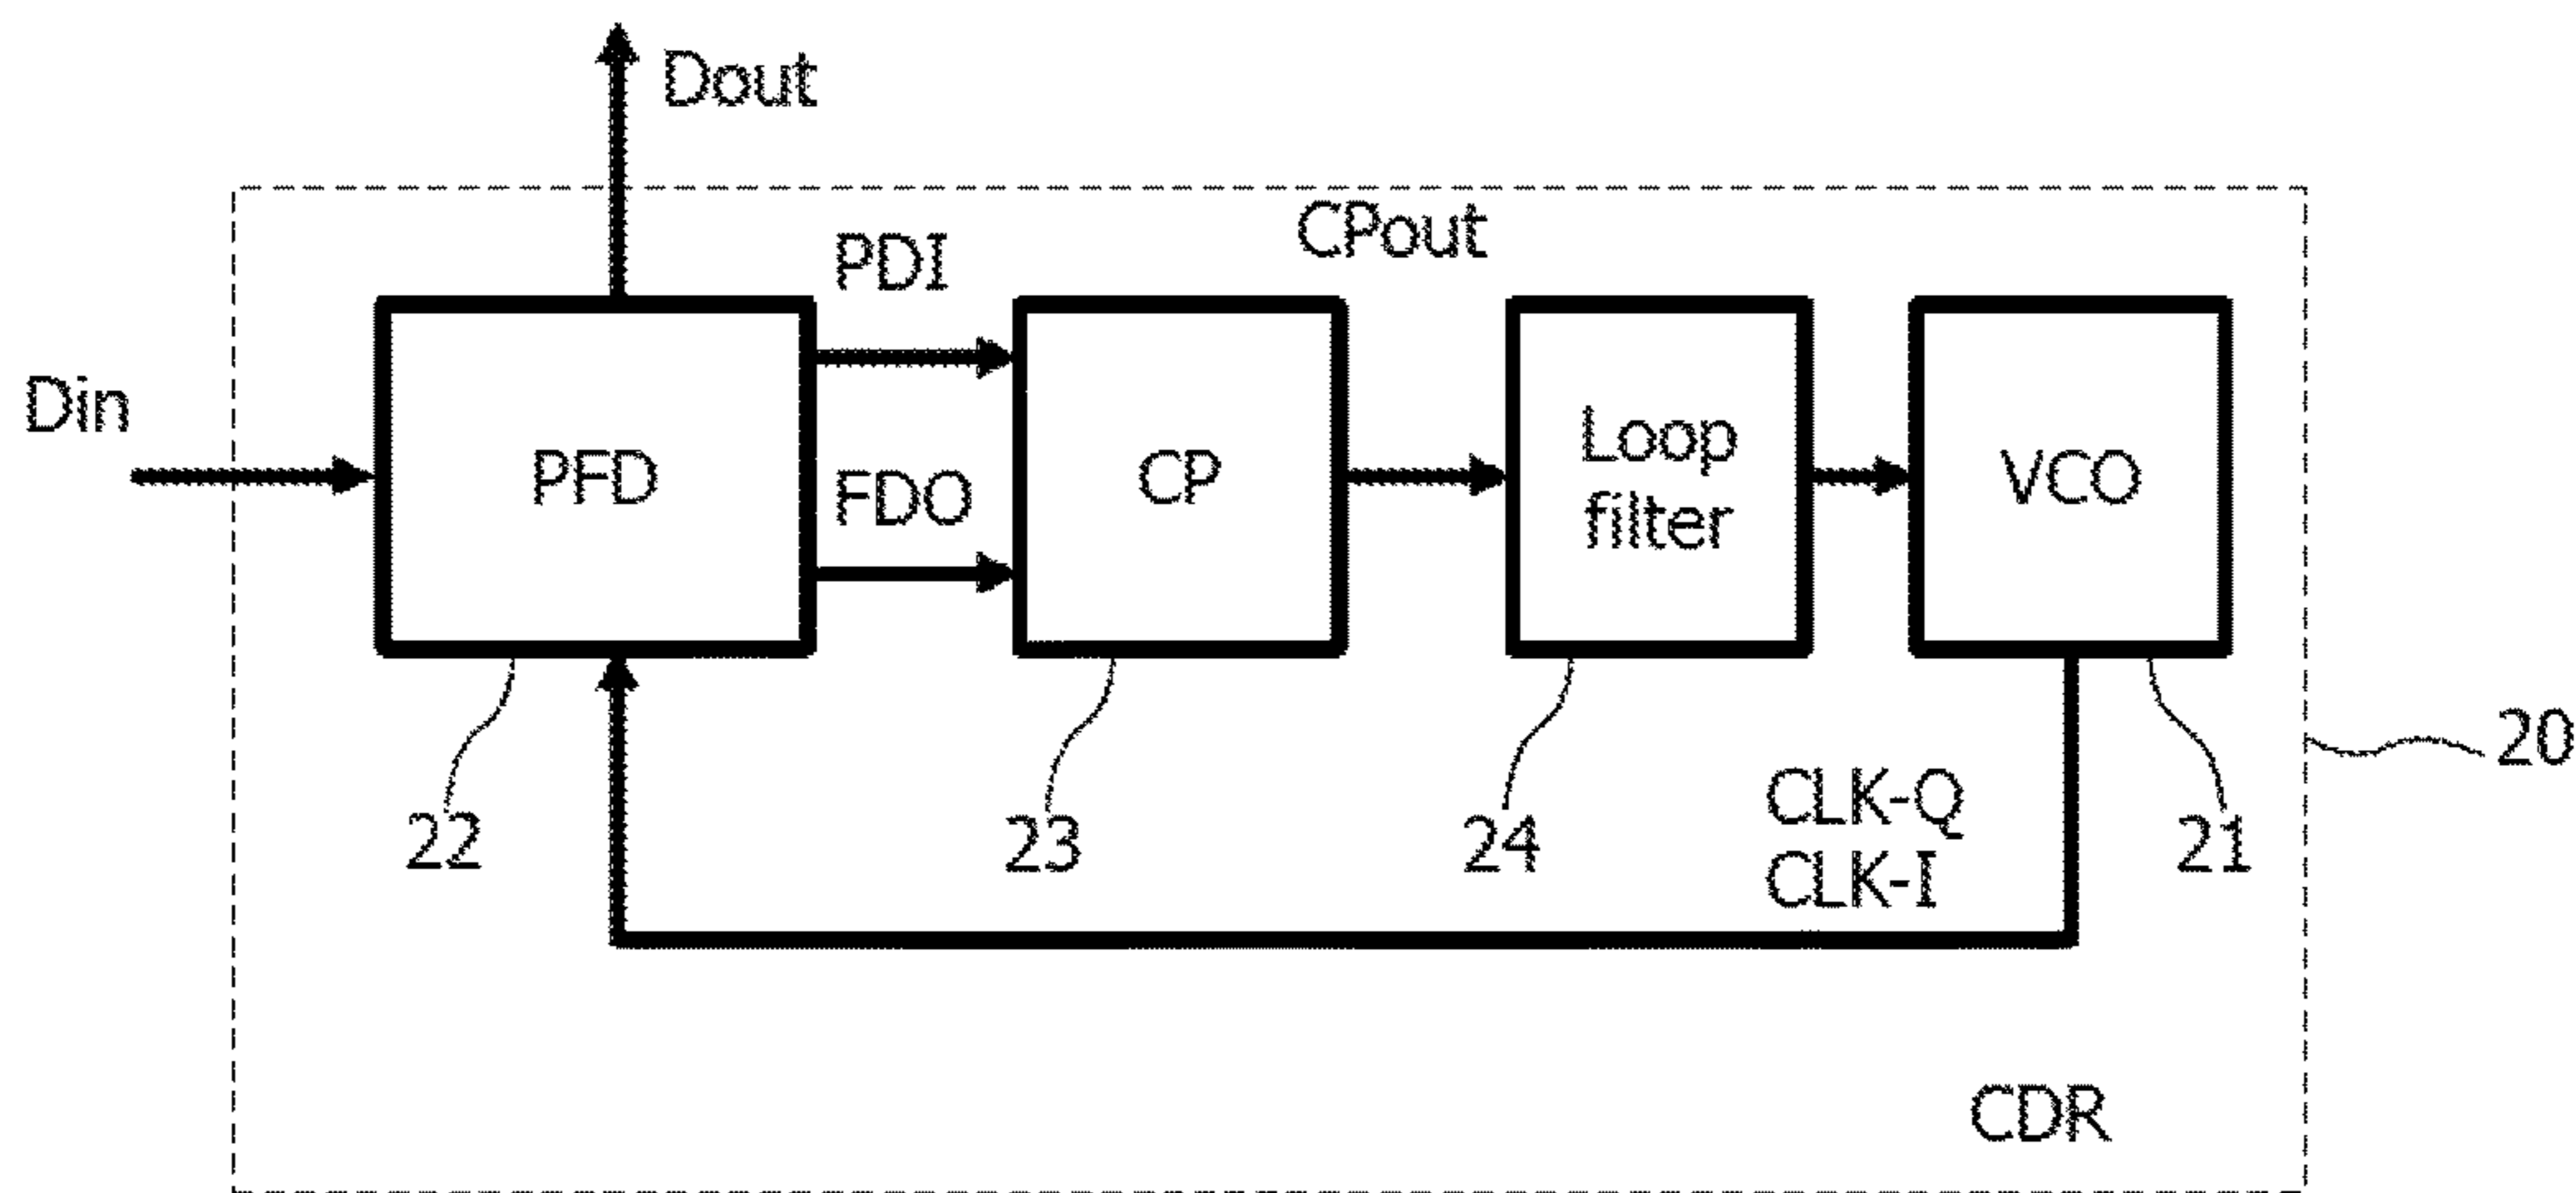 Dout
CPout
PDI
Din
PFD
FDO
CP
Loop
filter
VCO
20
CLK-Q
CLK-I
22
23
24
21
CDR